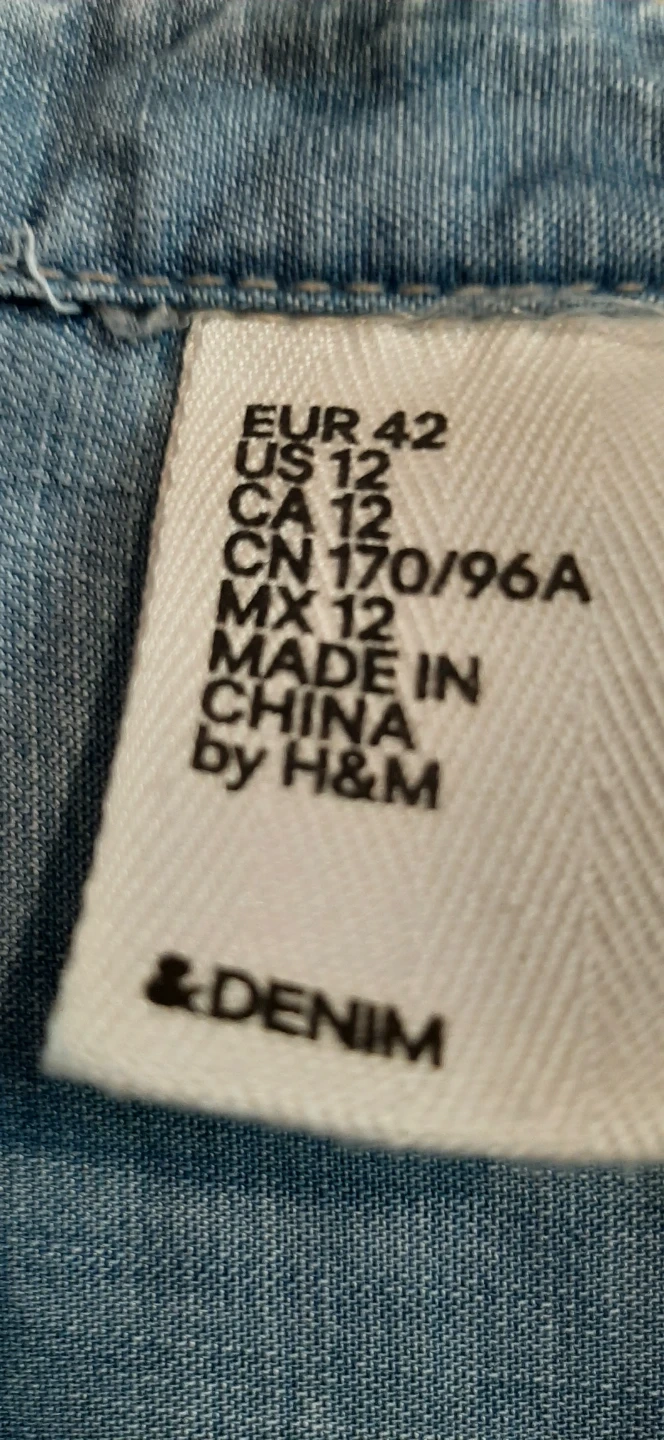 EUR 42
US 12
CA 12
CN 170/96A
MX 12
MADE IN
CHINA
by H&M
&DENIM